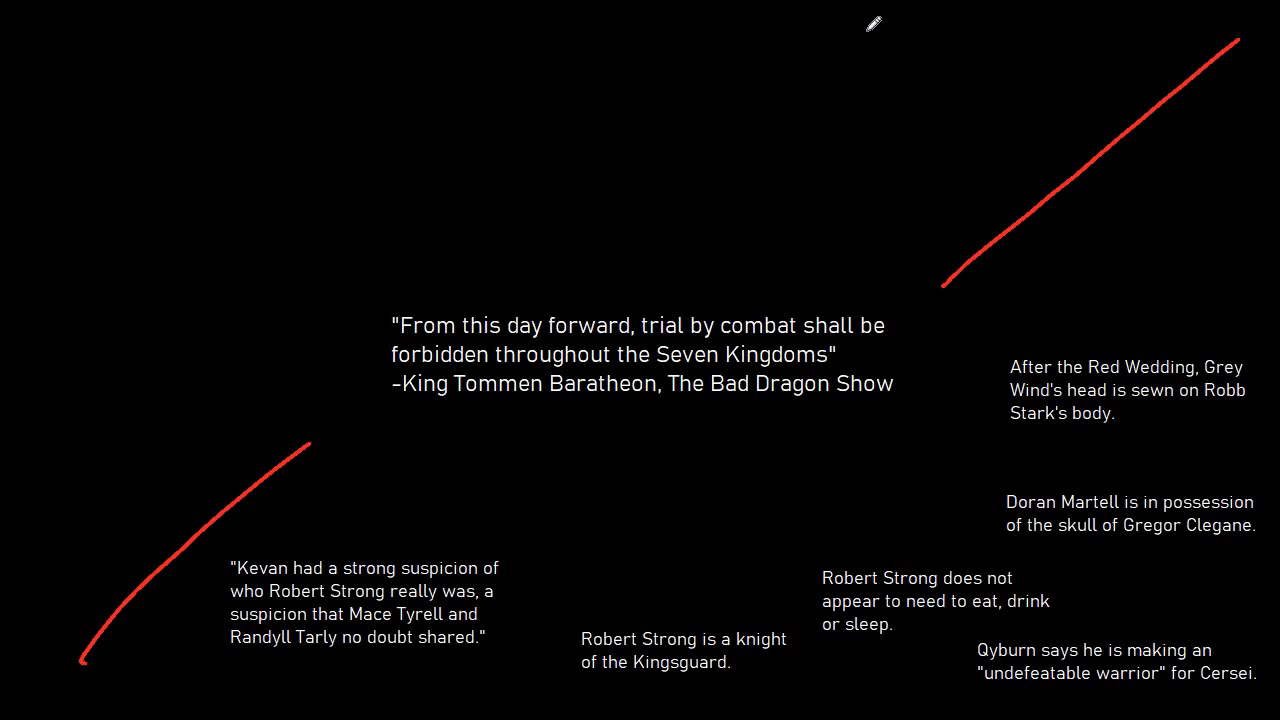 "From this day forward, trial by combat shall be
forbidden throughout the Seven Kingdoms"
-King Tommen Baratheon, The Bad Dragon Show
After the Red Wedding, Grey
Wind's head is sewn on Robb
Stark's body.
Doran Martell is in possession
of the skull of Gregor Clegane.
"Kevan had a strong suspicion of
who Robert Strong really was, a
suspicion that Mace Tyrell and
Randyll Tarly no doubt shared."
Robert Strong is a knight
of the Kingsguard.
Robert Strong does not
appear to need to eat, drink
or sleep.
Qyburn says he is making an
"undefeatable warrior" for Cersei.